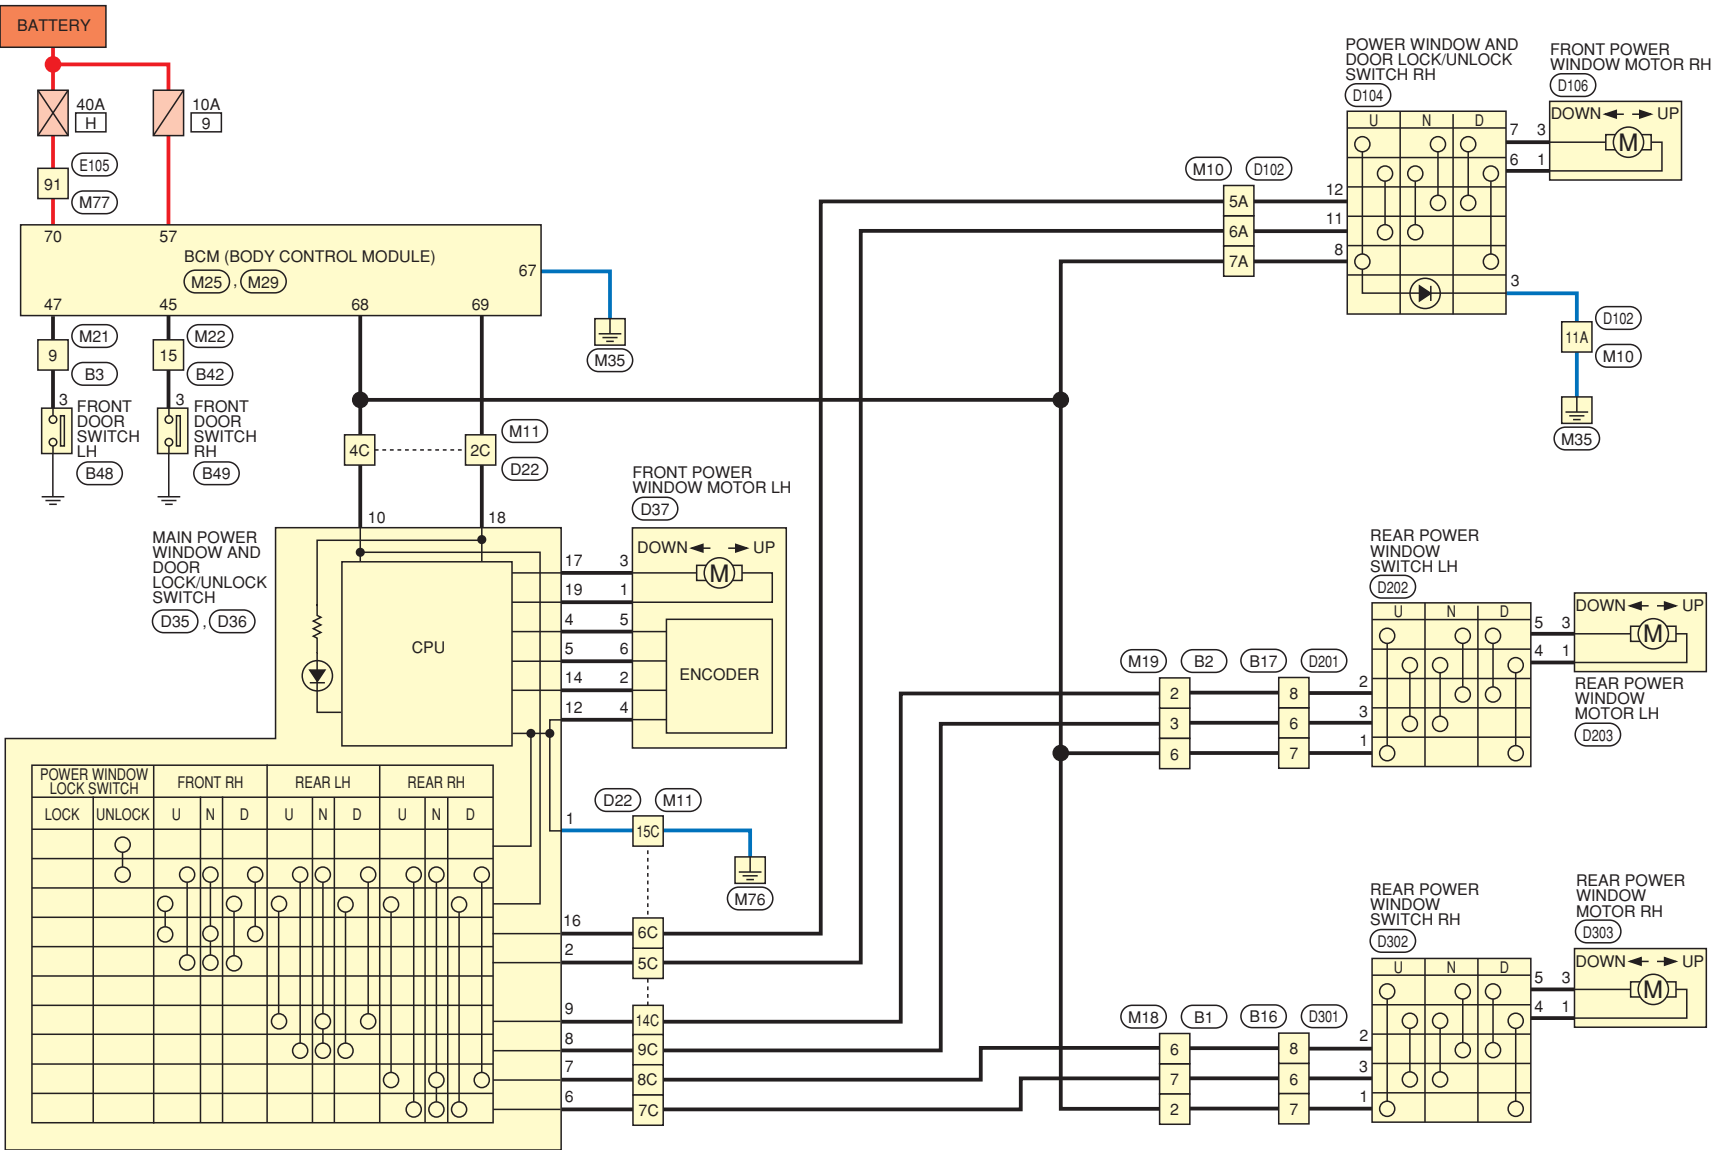 BATTERY
40A
H
10A
9
E105
91
M77
70
57
BCM (BODY CONTROL MODULE)
M25 , M29
67
47
45
68
69
M35
M21
9
B3
M22
15
B42
3
FRONT
DOOR
SWITCH
LH
B48
3
FRONT
DOOR
SWITCH
RH
B49
4C
2C
M11
D22
10
18
MAIN POWER
WINDOW AND
DOOR
LOCK/UNLOCK
SWITCH
D35 , D36
CPU
FRONT POWER
WINDOW MOTOR LH
D37
DOWN UP
M
ENCODER
17 3
19 1
4 5
5 6
14 2
12 4
POWER WINDOW
LOCK SWITCH
FRONT RH
REAR LH
REAR RH
LOCK UNLOCK U N D U N D U N D
1
D22
M11
15C
M76
16
6C
2
5C
9
14C
8
9C
7
8C
6
7C
POWER WINDOW AND
DOOR LOCK/UNLOCK
SWITCH RH
D104
U N D
FRONT POWER
WINDOW MOTOR RH
D106
DOWN UP
M
7 3
6 1
M10
D102
5A
12
6A
11
7A
8
3
D102
11A
M10
M35
REAR POWER
WINDOW
SWITCH LH
D202
U N D
DOWN UP
M
5 3
4 1
REAR POWER
WINDOW
MOTOR LH
D203
M19
B2
B17
D201
2 8 2
3 6 3
6 7 1
REAR POWER
WINDOW
SWITCH RH
D302
U N D
REAR POWER
WINDOW
MOTOR RH
D303
DOWN UP
M
5 3
4 1
M18
B1
B16
D301
6 8 2
7 6 3
2 7 1